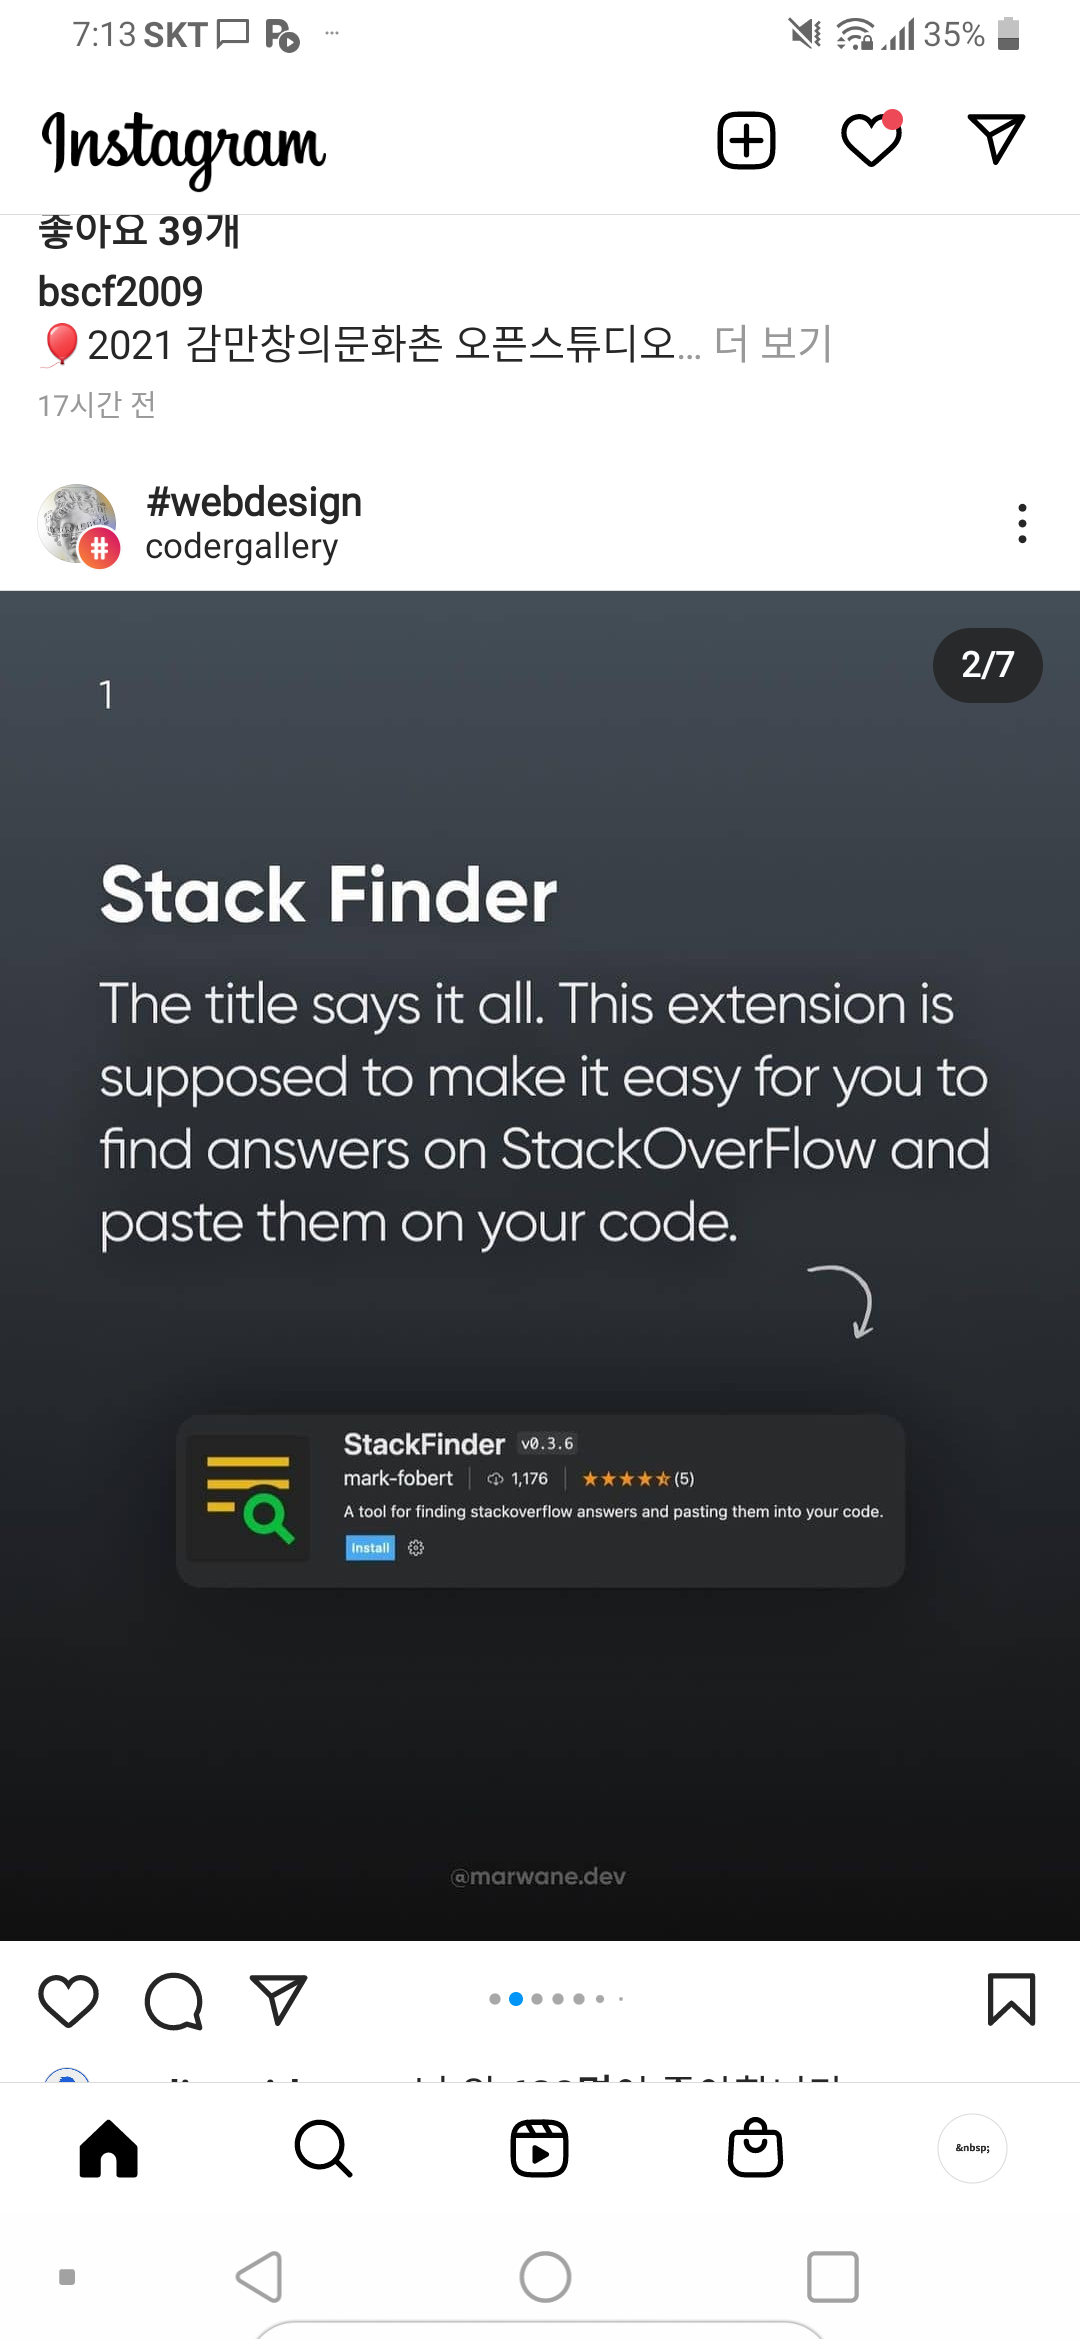 7:13 SKT
35%
Instagram
좋아요 39개
bscf2009
🎈2021 감만창의문화촌 오픈스튜디오... 더 보기
17시간 전
#webdesign
codergallery
2/7
1
Stack Finder
The title says it all. This extension is
supposed to make it easy for you to
find answers on StackOverFlow and
paste them on your code.
StackFinder v0.3.6
mark-fobert 1,176 ★★★★⯪ (5)
A tool for finding stackoverflow answers and pasting them into your code.
Install
@marwane.dev
&nbsp;